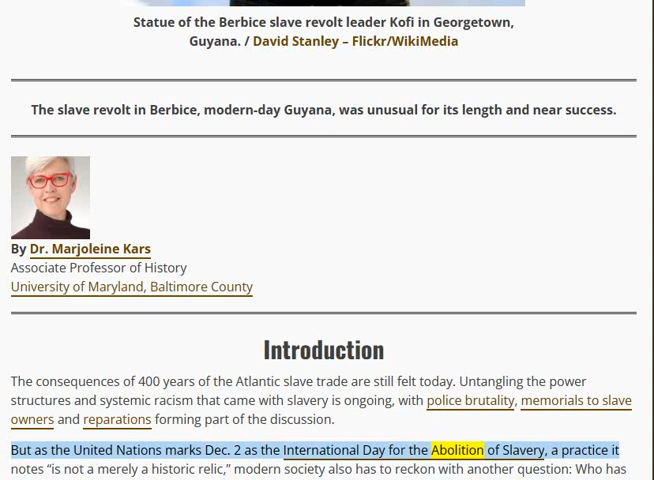 Statue of the Berbice slave revolt leader Kofi in Georgetown,
Guyana. / David Stanley – Flickr/WikiMedia
The slave revolt in Berbice, modern-day Guyana, was unusual for its length and near success.
By Dr. Marjoleine Kars
Associate Professor of History
University of Maryland, Baltimore County
Introduction
The consequences of 400 years of the Atlantic slave trade are still felt today. Untangling the power
structures and systemic racism that came with slavery is ongoing, with police brutality, memorials to slave
owners and reparations forming part of the discussion.
But as the United Nations marks Dec. 2 as the International Day for the Abolition of Slavery, a practice it
notes “is not a merely a historic relic,” modern society also has to reckon with another question: Who has